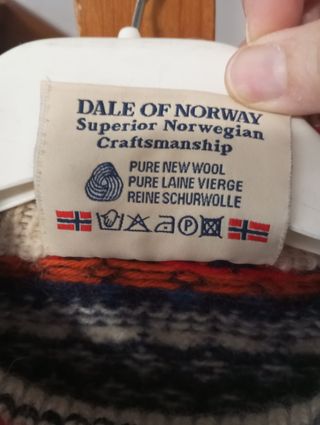 DALE OF NORWAY
Superior Norwegian
Craftsmanship
PURE NEW WOOL
PURE LAINE VIERGE
REINE SCHURWOLLE
P